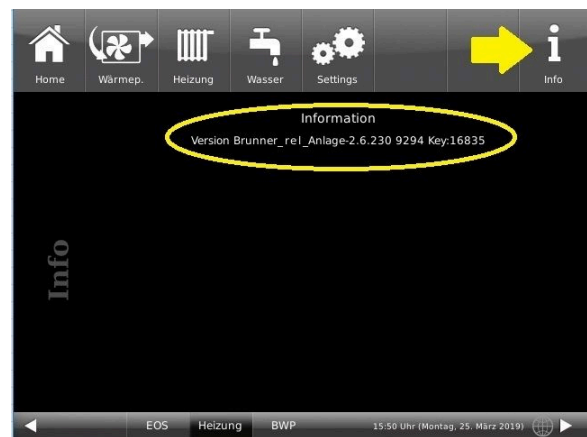 Home Wärmep. Heizung Wasser Settings Info
Information
Version Brunner_rel_Anlage-2.6.230 9294 Key:16835
Info
EOS Heizung BWP 15:50 Uhr (Montag, 25. März 2019)